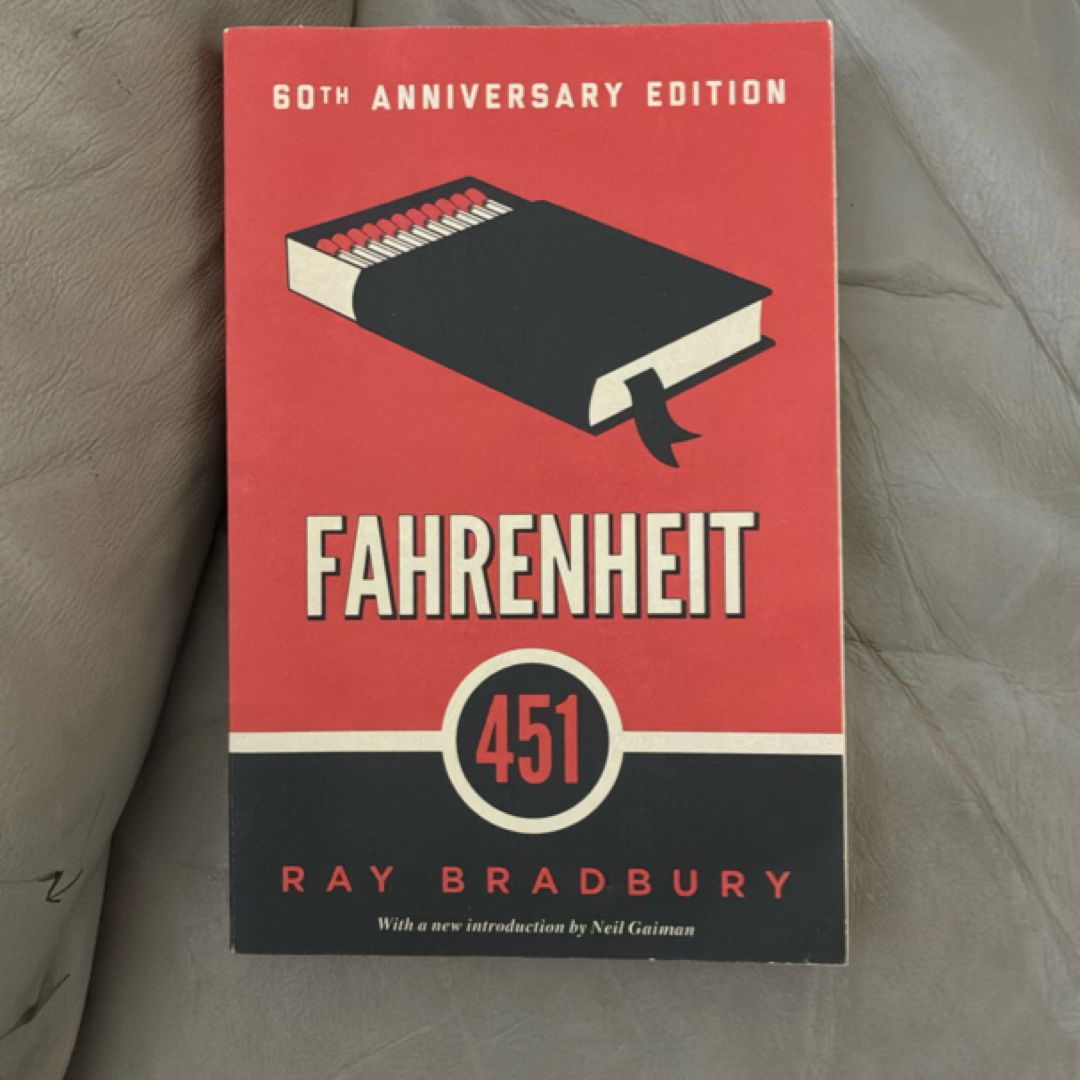 60TH ANNIVERSARY EDITION
FAHRENHEIT
451
RAY BRADBURY
With a new introduction by Neil Gaiman